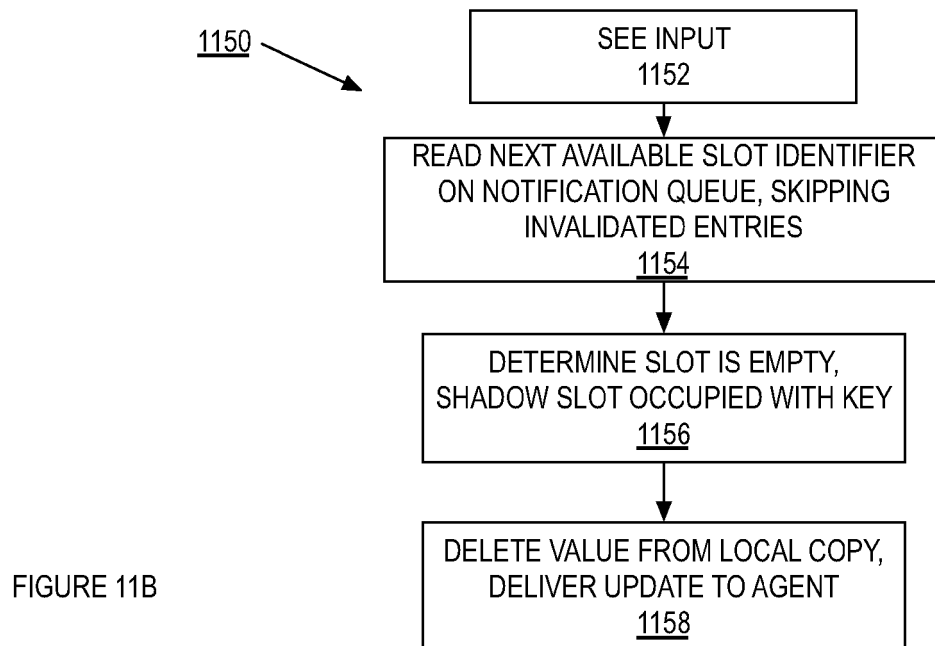 1150
SEE INPUT
1152
READ NEXT AVAILABLE SLOT IDENTIFIER
ON NOTIFICATION QUEUE, SKIPPING
INVALIDATED ENTRIES
1154
DETERMINE SLOT IS EMPTY,
SHADOW SLOT OCCUPIED WITH KEY
1156
DELETE VALUE FROM LOCAL COPY,
DELIVER UPDATE TO AGENT
1158
FIGURE 11B